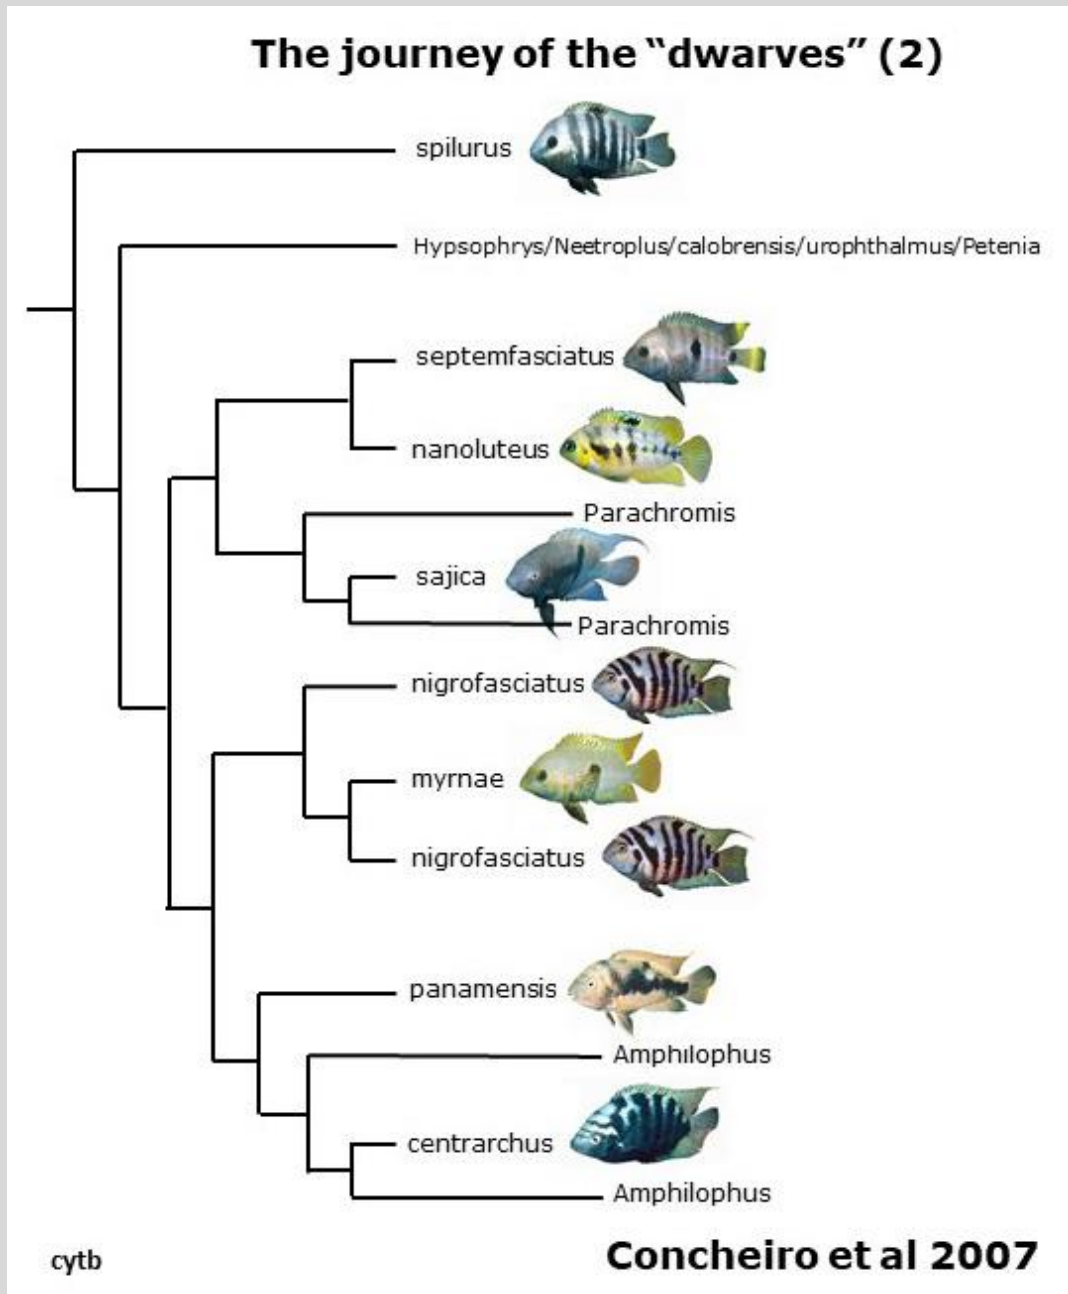 The journey of the “dwarves” (2)
spilurus
Hypsophrys/Neetroplus/calobrensis/urophthalmus/Petenia
septemfasciatus
nanoluteus
Parachromis
sajica
Parachromis
nigrofasciatus
myrnae
nigrofasciatus
panamensis
Amphilophus
centrarchus
Amphilophus
cytb
Concheiro et al 2007